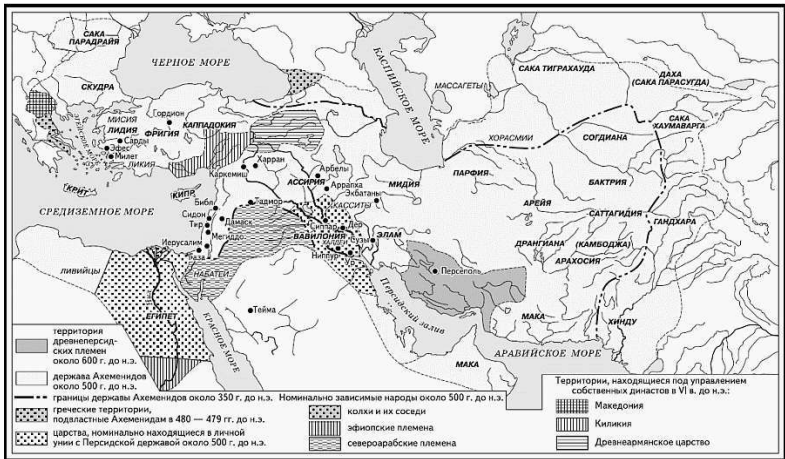 САКА
ПАРАДРАЙЯ
ЧЕРНОЕ МОРЕ
КАСПИЙСКОЕ МОРЕ
САКА ТИГРАХАУДА
ДАХА
(САКА ПАРАСУГДА)
МАССАГЕТЫ
СКУДРА
МИСИЯ
Гордион
ЛИДИЯ
Сарды
ФРИГИЯ
КАППАДОКИЯ
Эфес
Милет
ЛИКИЯ
ХОРАСМИИ
СОГДИАНА
САКА
ХАУМАВАРГА
Харран
Каркемиш
АССИРИЯ
Арбелы
Аррапха
Экбатаны
МИДИЯ
ПАРФИЯ
БАКТРИЯ
КРИТ
КИПР
КАССИТЫ
АРЕЙЯ
САТТАГИДИЯ
ГАНДХАРА
СРЕДИЗЕМНОЕ МОРЕ
Библ
Сидон
Тир
Дамаск
Мегиддо
Иерусалим
Газа
Тадмор
Сиппар
Дер
ВАВИЛОНИЯ
ХАЛДЕИ
Сузы
ЭЛАМ
Ниппур
Ур
ДРАНГИАНА
(КАМБОДЖА)
АРАХОСИЯ
Персеполь
ЛИВИЙЦЫ
НАБАТЕИ
ЕГИПЕТ
Тейма
Персидский залив
МАКА
ХИНДУ
КРАСНОЕ МОРЕ
МАКА
АРАВИЙСКОЕ МОРЕ
территория
древнеперсид-
ских племен
около 600 г. до н.э.
держава Ахеменидов
около 500 г. до н.э.
границы державы Ахеменидов около 350 г. до н.э.
греческие территории,
подвластные Ахеменидам в 480 — 479 гг. до н.э.
царства, номинально находящиеся в личной
унии с Персидской державой около 500 г. до н.э.
Номинально зависимые народы около 500 г. до н.э.
колхи и их соседи
эфиопские племена
североарабские племена
Территории, находящиеся под управлением
собственных династов в VI в. до н.э.:
Македония
Киликия
Древнеармянское царство